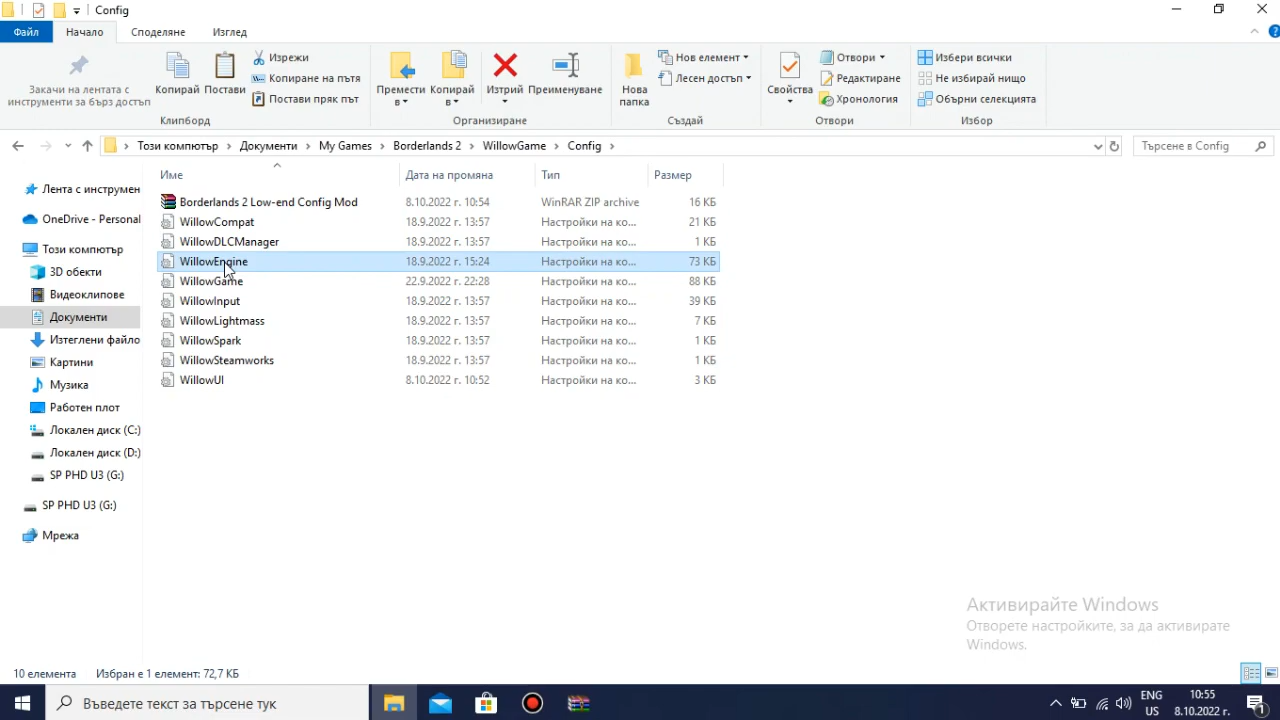 Config
Файл
Начало
Споделяне
Изглед
Закачи на лентата с
инструменти за бърз достъп
Копирай
Постави
Изрежи
Копиране на пътя
Постави пряк път
Клипборд
Премести
в
Копирай
в
Изтрий
Преименуване
Организиране
Нова
папка
Нов елемент
Лесен достъп
Създай
Свойства
Отвори
Редактиране
Хронология
Отвори
Избери всички
Не избирай нищо
Обърни селекцията
Избор
Този компютър › Документи › My Games › Borderlands 2 › WillowGame › Config ›
Търсене в Config
Име Дата на промяна Тип Размер
Borderlands 2 Low-end Config Mod 8.10.2022 г. 10:54 WinRAR ZIP archive 16 КБ
WillowCompat 18.9.2022 г. 13:57 Настройки на ко... 21 КБ
WillowDLCManager 18.9.2022 г. 13:57 Настройки на ко... 1 КБ
WillowEngine 18.9.2022 г. 15:24 Настройки на ко... 73 КБ
WillowGame 22.9.2022 г. 22:28 Настройки на ко... 88 КБ
WillowInput 18.9.2022 г. 13:57 Настройки на ко... 39 КБ
WillowLightmass 18.9.2022 г. 13:57 Настройки на ко... 7 КБ
WillowSpark 18.9.2022 г. 13:57 Настройки на ко... 1 КБ
WillowSteamworks 18.9.2022 г. 13:57 Настройки на ко... 1 КБ
WillowUI 8.10.2022 г. 10:52 Настройки на ко... 3 КБ
Лента с инструмен
OneDrive - Personal
Този компютър
3D обекти
Видеоклипове
Документи
Изтеглени файло
Картини
Музика
Работен плот
Локален диск (C:)
Локален диск (D:)
SP PHD U3 (G:)
SP PHD U3 (G:)
Мрежа
Активирайте Windows
Отворете настройките, за да активирате
Windows.
10 елемента Избран е 1 елемент: 72,7 КБ
Въведете текст за търсене тук
ENG
US
10:55
8.10.2022 г.
1